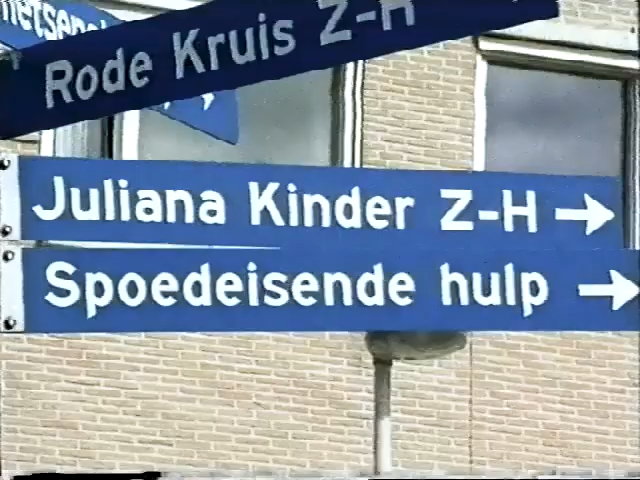 Rode Kruis Z-H
Juliana Kinder Z-H
Spoedeisende hulp